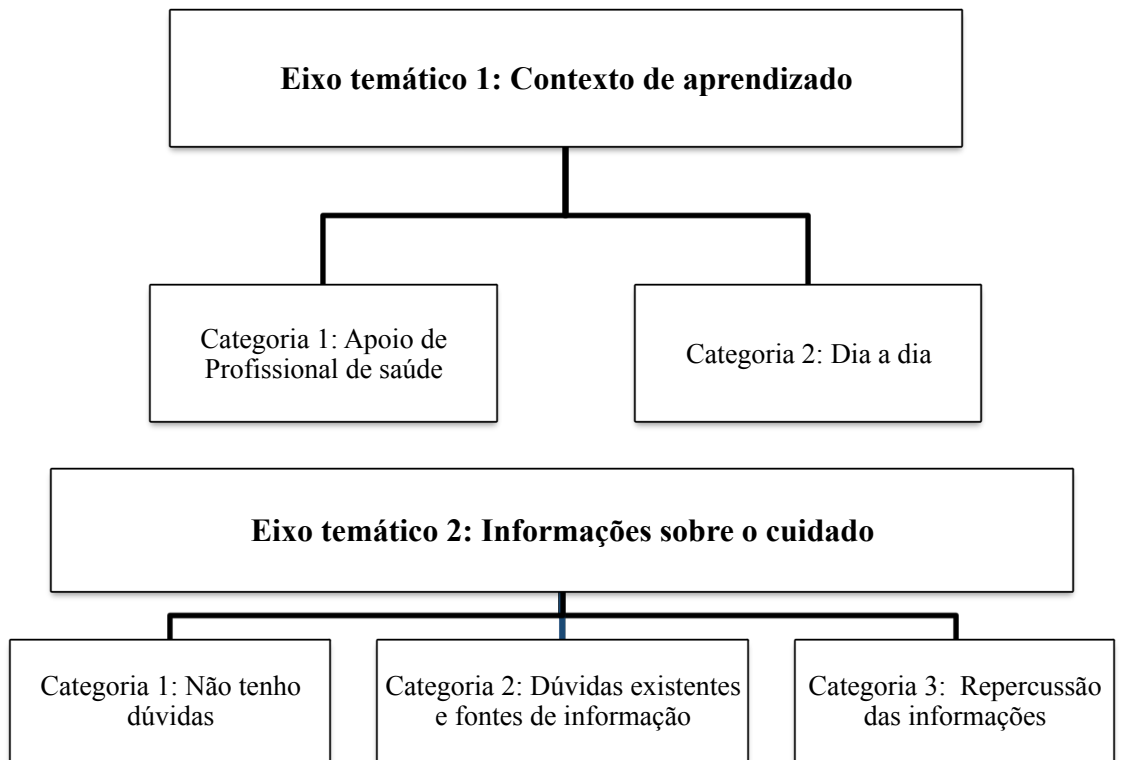 Eixo temático 1: Contexto de aprendizado
Categoria 1: Apoio de
Profissional de saúde
Categoria 2: Dia a dia
Eixo temático 2: Informações sobre o cuidado
Categoria 1: Não tenho
dúvidas
Categoria 2: Dúvidas existentes
e fontes de informação
Categoria 3:  Repercussão
das informações